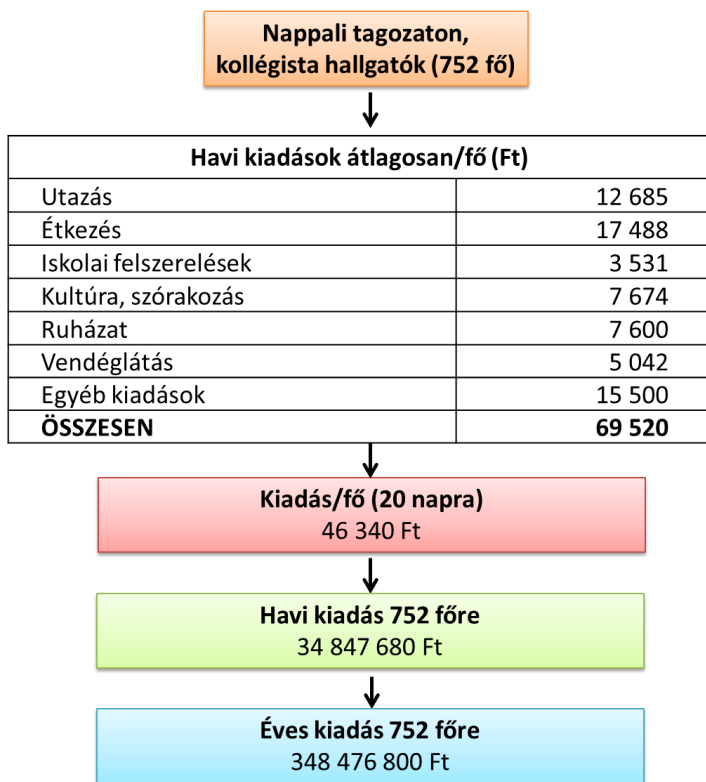 Nappali tagozaton,
kollégista hallgatók (752 fő)
Havi kiadások átlagosan/fő (Ft)
Utazás 12 685
Étkezés 17 488
Iskolai felszerelések 3 531
Kultúra, szórakozás 7 674
Ruházat 7 600
Vendéglátás 5 042
Egyéb kiadások 15 500
ÖSSZESEN 69 520
Kiadás/fő (20 napra)
46 340 Ft
Havi kiadás 752 főre
34 847 680 Ft
Éves kiadás 752 főre
348 476 800 Ft